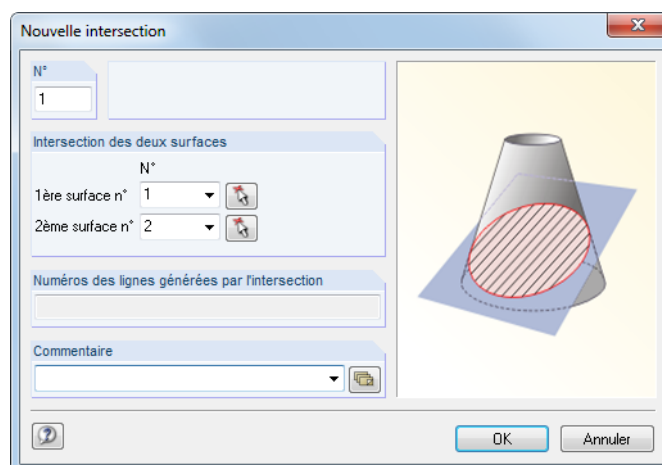 Nouvelle intersection
N°
1
Intersection des deux surfaces
N°
1ère surface n° 1
2ème surface n° 2
Numéros des lignes générées par l'intersection
Commentaire
OK Annuler